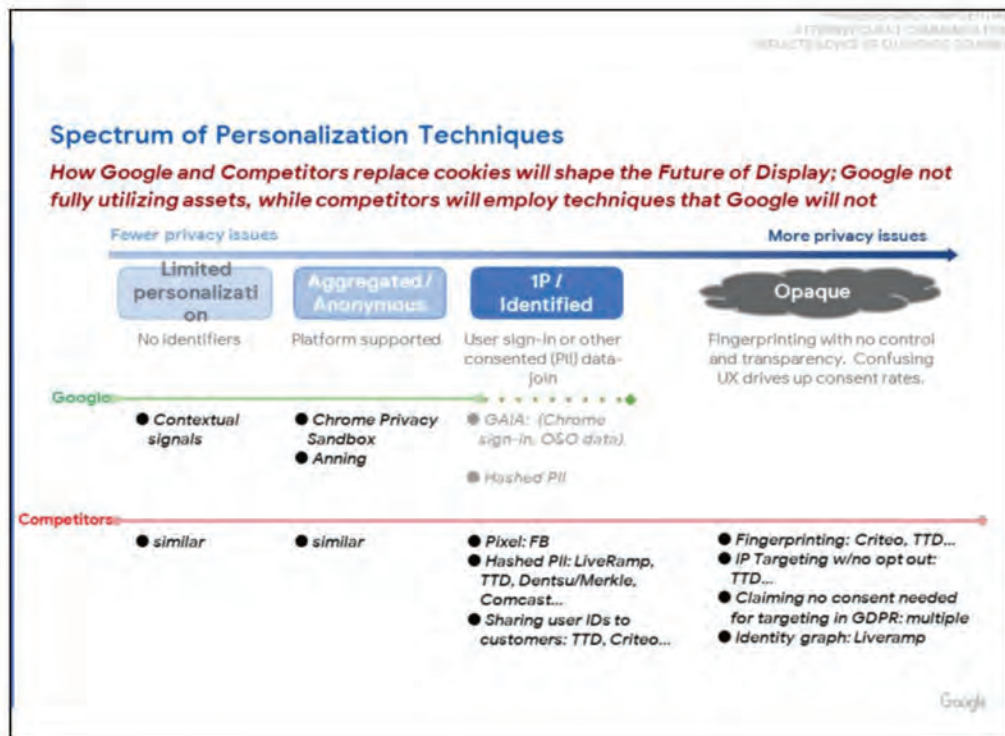 Spectrum of Personalization Techniques
How Google and Competitors replace cookies will shape the Future of Display; Google not
fully utilizing assets, while competitors will employ techniques that Google will not
Fewer privacy issues
More privacy issues
Limited
personalizati
on
No identifiers
Aggregated /
Anonymous
Platform supported
1P /
Identified
User sign-in or other
consented (PII) data-
join
Opaque
Fingerprinting with no control
and transparency. Confusing
UX drives up consent rates.
Google
● Contextual
signals
● Chrome Privacy
Sandbox
● Anning
● GAIA: (Chrome
sign-in, O&O data)
● Hashed PII
Competitors
● similar
● similar
● Pixel: FB
● Hashed PII: LiveRamp,
TTD, Dentsu/Merkle,
Comcast...
● Sharing user IDs to
customers: TTD, Criteo...
● Fingerprinting: Criteo, TTD...
● IP Targeting w/no opt out:
TTD...
● Claiming no consent needed
for targeting in GDPR: multiple
● Identity graph: Liveramp
Google